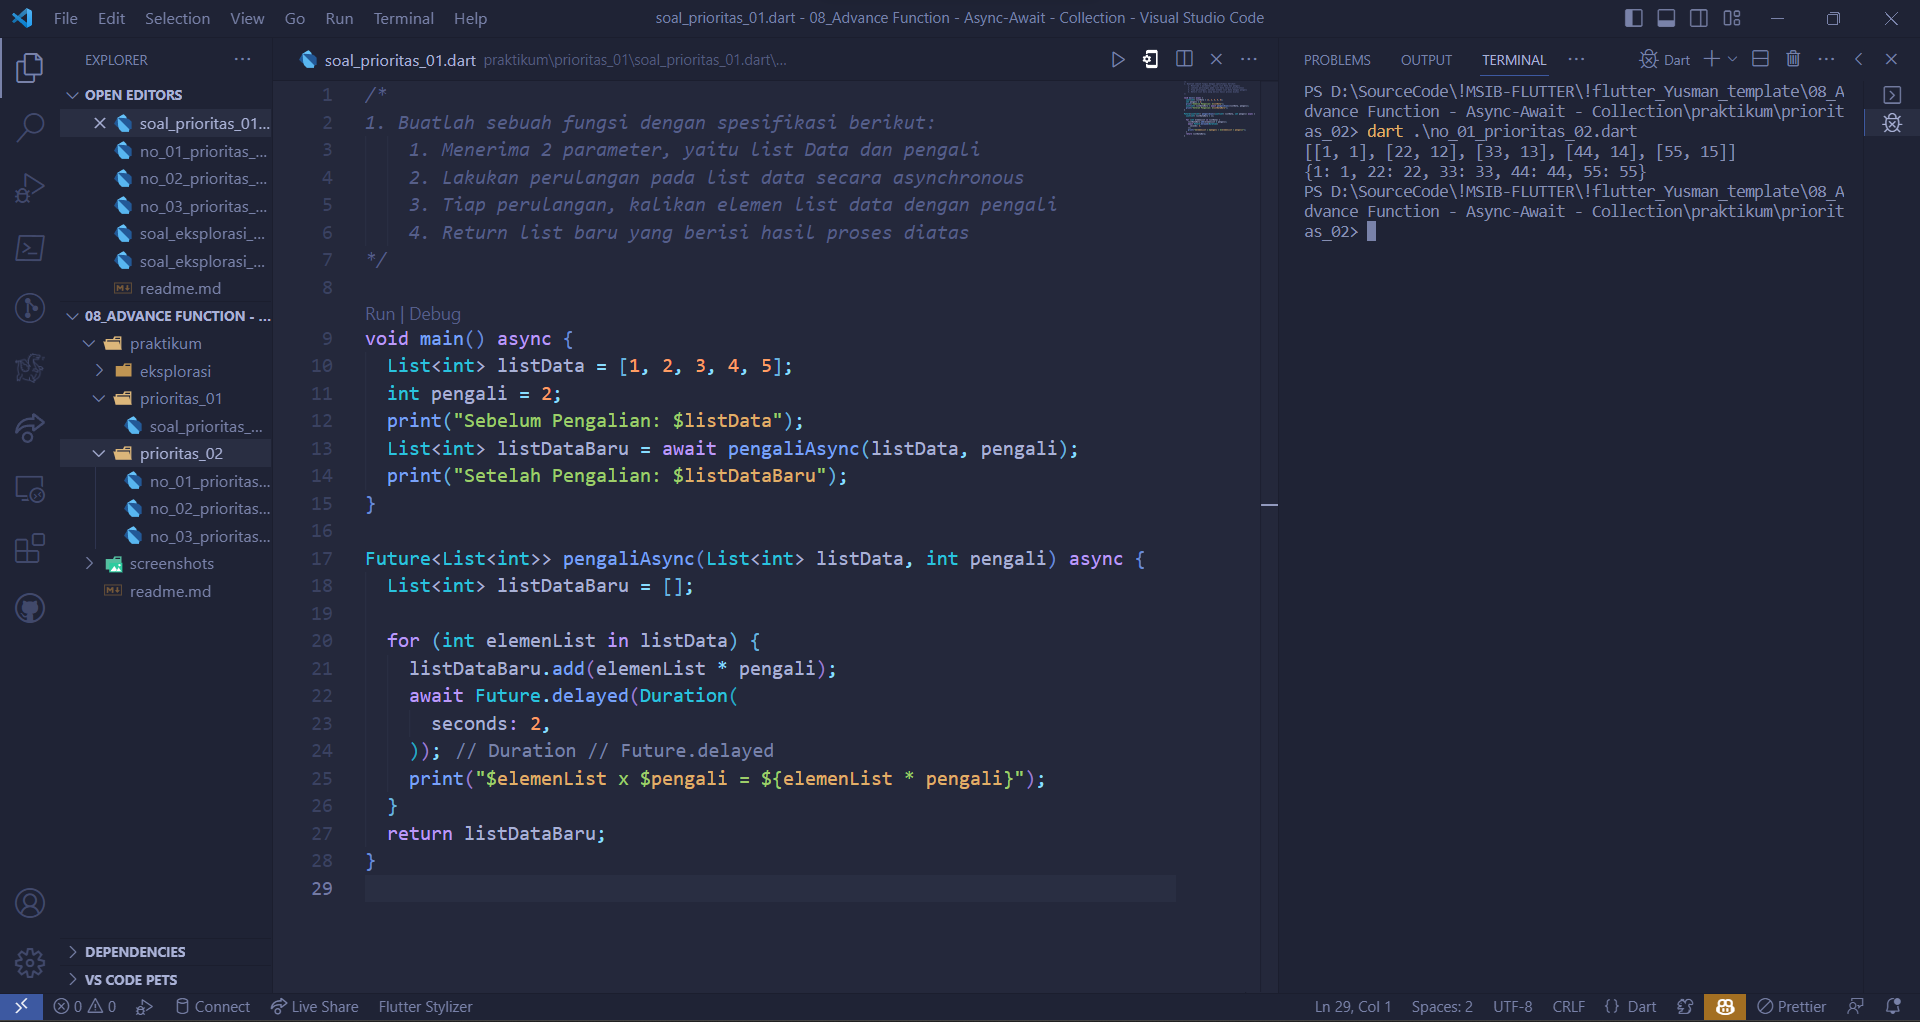 File Edit Selection View Go Run Terminal Help
soal_prioritas_01.dart - 08_Advance Function - Async-Await - Collection - Visual Studio Code
EXPLORER ···
OPEN EDITORS
soal_prioritas_01...
no_01_prioritas_...
no_02_prioritas_...
no_03_prioritas_...
soal_eksplorasi_...
soal_eksplorasi_...
readme.md
08_ADVANCE FUNCTION - ...
praktikum
eksplorasi
prioritas_01
soal_prioritas_...
prioritas_02
no_01_prioritas...
no_02_prioritas...
no_03_prioritas...
screenshots
readme.md
DEPENDENCIES
VS CODE PETS
soal_prioritas_01.dart praktikum\prioritas_01\soal_prioritas_01.dart\...
1 /*
2 1. Buatlah sebuah fungsi dengan spesifikasi berikut:
3     1. Menerima 2 parameter, yaitu list Data dan pengali
4     2. Lakukan perulangan pada list data secara asynchronous
5     3. Tiap perulangan, kalikan elemen list data dengan pengali
6     4. Return list baru yang berisi hasil proses diatas
7 */
8
Run | Debug
9 void main() async {
10   List<int> listData = [1, 2, 3, 4, 5];
11   int pengali = 2;
12   print("Sebelum Pengalian: $listData");
13   List<int> listDataBaru = await pengaliAsync(listData, pengali);
14   print("Setelah Pengalian: $listDataBaru");
15 }
16
17 Future<List<int>> pengaliAsync(List<int> listData, int pengali) async {
18   List<int> listDataBaru = [];
19
20   for (int elemenList in listData) {
21     listDataBaru.add(elemenList * pengali);
22     await Future.delayed(Duration(
23       seconds: 2,
24     )); // Duration // Future.delayed
25     print("$elemenList x $pengali = ${elemenList * pengali}");
26   }
27   return listDataBaru;
28 }
29
PROBLEMS OUTPUT TERMINAL ··· Dart
PS D:\SourceCode\!MSIB-FLUTTER\!flutter_Yusman_template\08_A
dvance Function - Async-Await - Collection\praktikum\priorit
as_02> dart .\no_01_prioritas_02.dart
[[1, 1], [22, 12], [33, 13], [44, 14], [55, 15]]
{1: 1, 22: 22, 33: 33, 44: 44, 55: 55}
PS D:\SourceCode\!MSIB-FLUTTER\!flutter_Yusman_template\08_A
dvance Function - Async-Await - Collection\praktikum\priorit
as_02>
0 0 Connect Live Share Flutter Stylizer Ln 29, Col 1 Spaces: 2 UTF-8 CRLF {} Dart Prettier